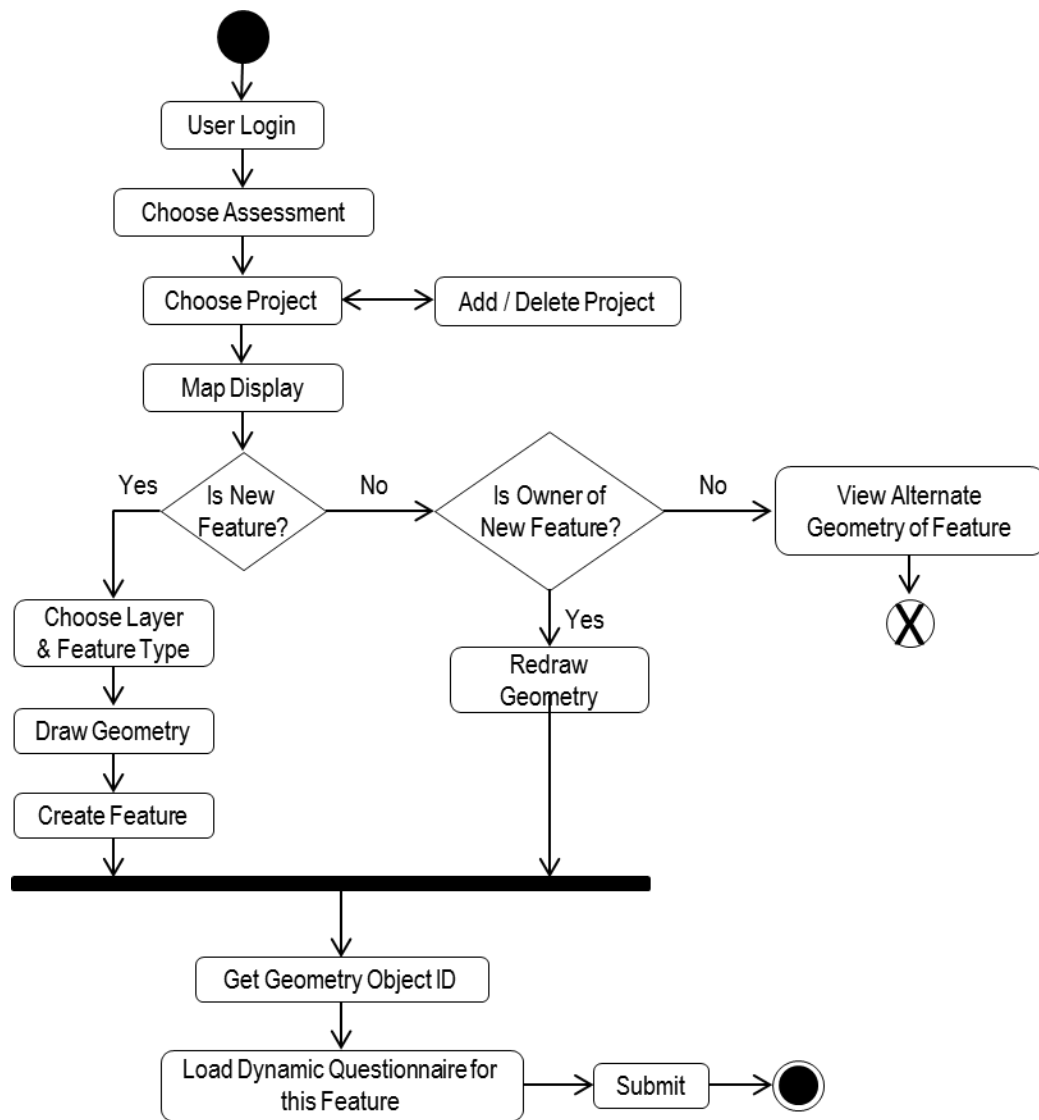 User Login
Choose Assessment
Choose Project
Add / Delete Project
Map Display
Yes
Is New
Feature?
No
Is Owner of
New Feature?
No
View Alternate
Geometry of Feature
Choose Layer
& Feature Type
Yes
Redraw
Geometry
Draw Geometry
Create Feature
Get Geometry Object ID
Load Dynamic Questionnaire for
this Feature
Submit